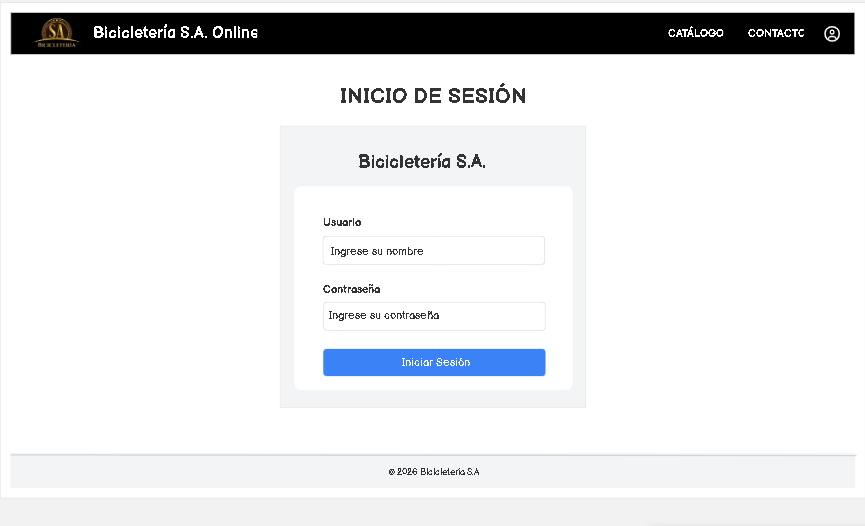 SA
BICICLETERIA
Bicicletería S.A. Online
CATÁLOGO
CONTACTO
INICIO DE SESIÓN
Bicicletería S.A.
Usuario
Ingrese su nombre
Contraseña
Ingrese su contraseña
Iniciar Sesión
© 2026 Bicicletería S.A